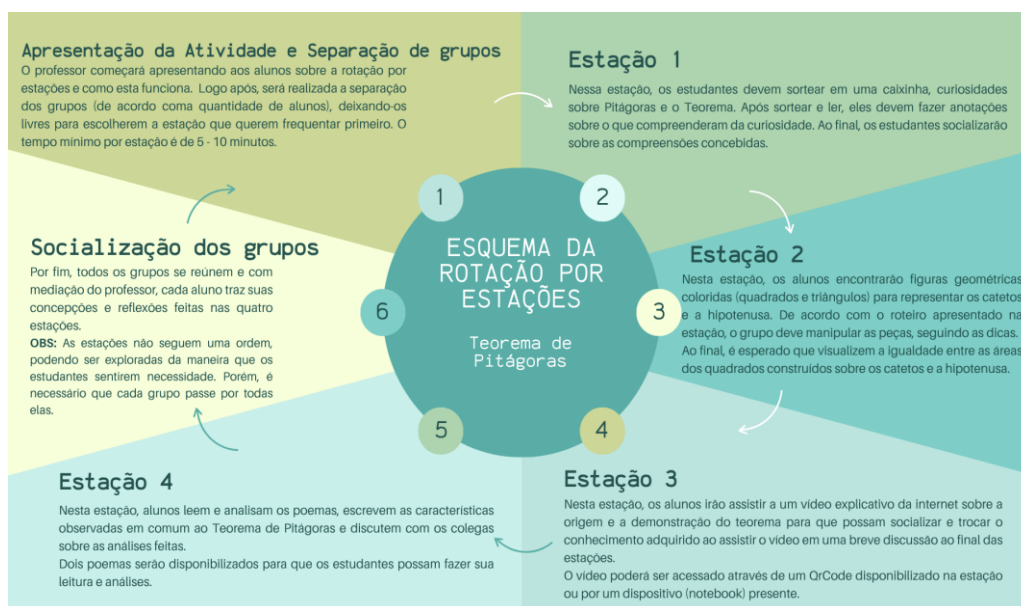 Apresentação da Atividade e Separação de grupos
O professor começará apresentando aos alunos sobre a rotação por
estações e como esta funciona. Logo após, será realizada a separação
dos grupos (de acordo coma quantidade de alunos), deixando-os
livres para escolherem a estação que querem frequentar primeiro. O
tempo mínimo por estação é de 5 - 10 minutos.
Estação 1
Nessa estação, os estudantes devem sortear em uma caixinha, curiosidades
sobre Pitágoras e o Teorema. Após sortear e ler, eles devem fazer anotações
sobre o que compreenderam da curiosidade. Ao final, os estudantes socializarão
sobre as compreensões concebidas.
Estação 2
Nesta estação, os alunos encontrarão figuras geométricas
coloridas (quadrados e triângulos) para representar os catetos
e a hipotenusa. De acordo com o roteiro apresentado na
estação, o grupo deve manipular as peças, seguindo as dicas.
Ao final, é esperado que visualizem a igualdade entre as áreas
dos quadrados construídos sobre os catetos e a hipotenusa.
Estação 3
Nesta estação, os alunos irão assistir a um vídeo explicativo da internet sobre a
origem e a demonstração do teorema para que possam socializar e trocar o
conhecimento adquirido ao assistir o vídeo em uma breve discussão ao final das
estações.
O vídeo poderá ser acessado através de um QrCode disponibilizado na estação
ou por um dispositivo (notebook) presente.
Estação 4
Nesta estação, alunos leem e analisam os poemas, escrevem as características
observadas em comum ao Teorema de Pitágoras e discutem com os colegas
sobre as análises feitas.
Dois poemas serão disponibilizados para que os estudantes possam fazer sua
leitura e análises.
Socialização dos grupos
Por fim, todos os grupos se reúnem e com
mediação do professor, cada aluno traz suas
concepções e reflexões feitas nas quatro
estações.
OBS: As estações não seguem uma ordem,
podendo ser exploradas da maneira que os
estudantes sentirem necessidade. Porém, é
necessário que cada grupo passe por todas
elas.
ESQUEMA DA
ROTAÇÃO POR
ESTAÇÕES
Teorema de
Pitágoras
1
2
3
4
5
6